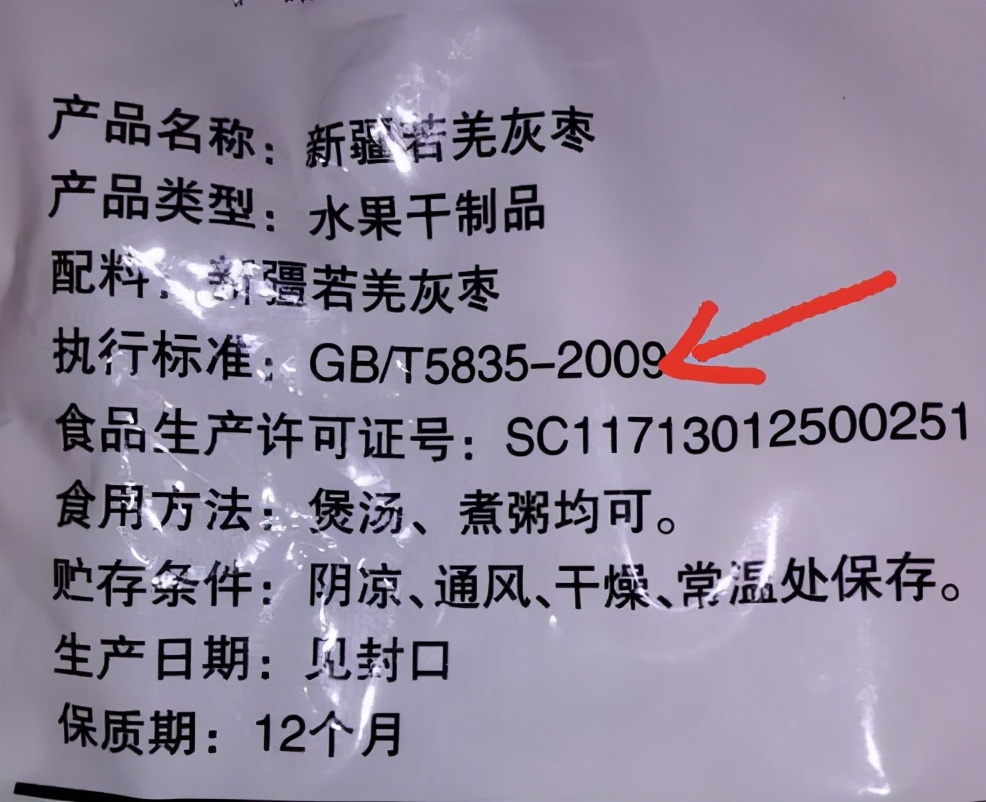 产品名称：新疆若羌灰枣
产品类型：水果干制品
配料：新疆若羌灰枣
执行标准：GB/T5835-2009
食品生产许可证号：SC11713012500251
食用方法：煲汤、煮粥均可。
贮存条件：阴凉、通风、干燥、常温处保存。
生产日期：见封口
保质期：12个月